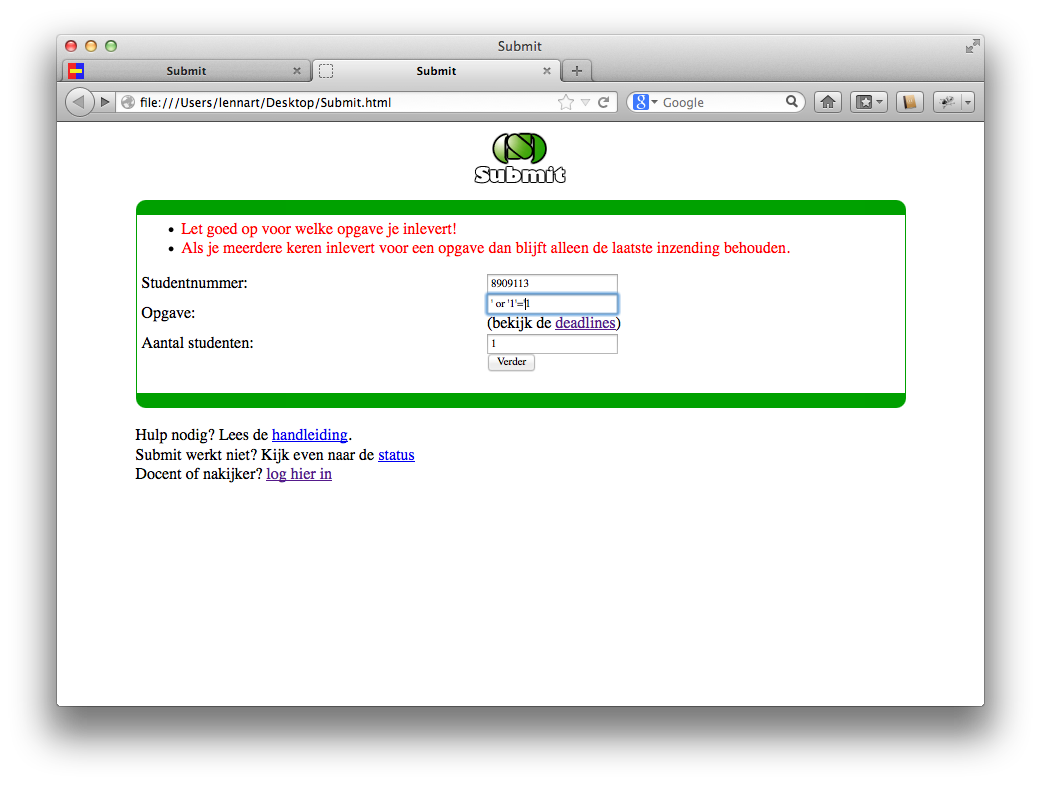 Submit
Submit
Submit
file:///Users/lennart/Desktop/Submit.html
Google
Submit
Let goed op voor welke opgave je inlevert!
Als je meerdere keren inlevert voor een opgave dan blijft alleen de laatste inzending behouden.
Studentnummer:
8909113
Opgave:
' or '1'='1
(bekijk de deadlines)
Aantal studenten:
1
Verder
Hulp nodig? Lees de handleiding.
Submit werkt niet? Kijk even naar de status
Docent of nakijker? log hier in